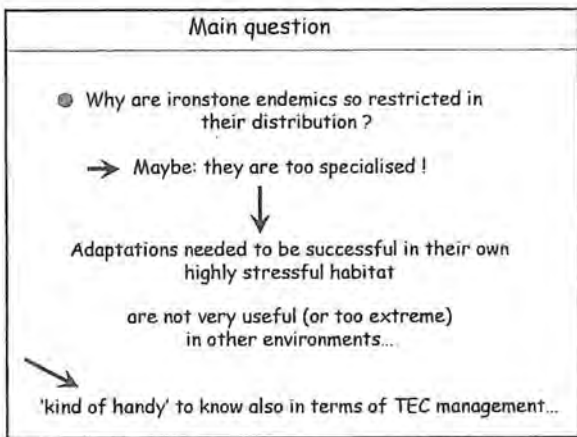 Main question
Why are ironstone endemics so restricted in
their distribution ?
Maybe: they are too specialised !
Adaptations needed to be successful in their own
highly stressful habitat
are not very useful (or too extreme)
in other environments...
'kind of handy' to know also in terms of TEC management...